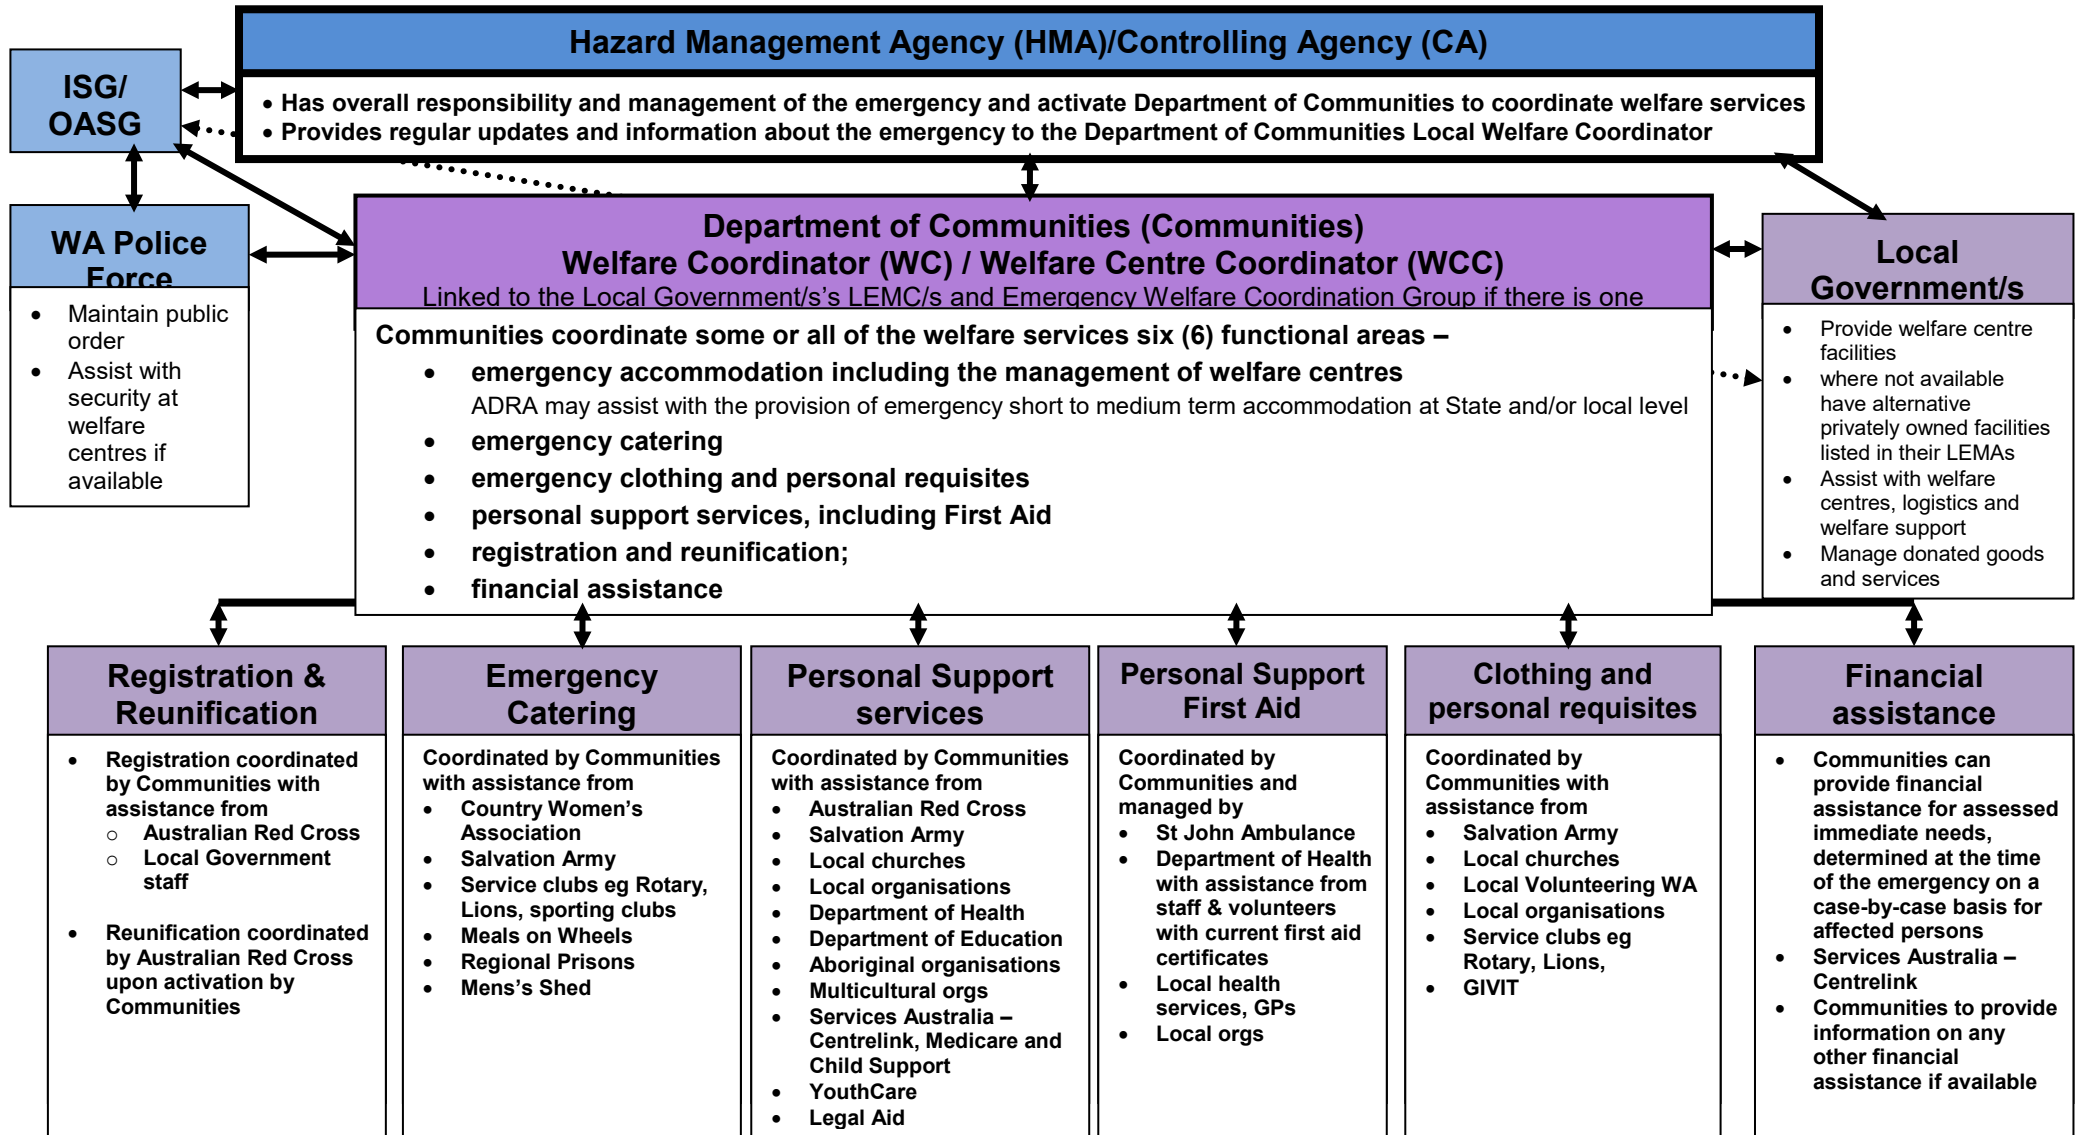 Hazard Management Agency (HMA)/Controlling Agency (CA)
• Has overall responsibility and management of the emergency and activate Department of Communities to coordinate welfare services
• Provides regular updates and information about the emergency to the Department of Communities Local Welfare Coordinator
ISG/
OASG
WA Police
Force
• Maintain public
order
• Assist with
security at
welfare
centres if
available
Department of Communities (Communities)
Welfare Coordinator (WC) / Welfare Centre Coordinator (WCC)
Linked to the Local Government/s's LEMC/s and Emergency Welfare Coordination Group if there is one
Communities coordinate some or all of the welfare services six (6) functional areas –
• emergency accommodation including the management of welfare centres
ADRA may assist with the provision of emergency short to medium term accommodation at State and/or local level
• emergency catering
• emergency clothing and personal requisites
• personal support services, including First Aid
• registration and reunification;
• financial assistance
Local
Government/s
• Provide welfare centre
facilities
• where not available
have alternative
privately owned facilities
listed in their LEMAs
• Assist with welfare
centres, logistics and
welfare support
• Manage donated goods
and services
Registration &
Reunification
• Registration coordinated
by Communities with
assistance from
o Australian Red Cross
o Local Government
staff
• Reunification coordinated
by Australian Red Cross
upon activation by
Communities
Emergency
Catering
Coordinated by Communities
with assistance from
• Country Women's
Association
• Salvation Army
• Service clubs eg Rotary,
Lions, sporting clubs
• Meals on Wheels
• Regional Prisons
• Mens's Shed
Personal Support
services
Coordinated by Communities
with assistance from
• Australian Red Cross
• Salvation Army
• Local churches
• Local organisations
• Department of Health
• Department of Education
• Aboriginal organisations
• Multicultural orgs
• Services Australia –
Centrelink, Medicare and
Child Support
• YouthCare
• Legal Aid
Personal Support
First Aid
Coordinated by
Communities and
managed by
• St John Ambulance
• Department of Health
with assistance from
staff & volunteers
with current first aid
certificates
• Local health
services, GPs
• Local orgs
Clothing and
personal requisites
Coordinated by
Communities with
assistance from
• Salvation Army
• Local churches
• Local Volunteering WA
• Local organisations
• Service clubs eg
Rotary, Lions,
• GIVIT
Financial
assistance
• Communities can
provide financial
assistance for assessed
immediate needs,
determined at the time
of the emergency on a
case-by-case basis for
affected persons
• Services Australia –
Centrelink
• Communities to provide
information on any
other financial
assistance if available